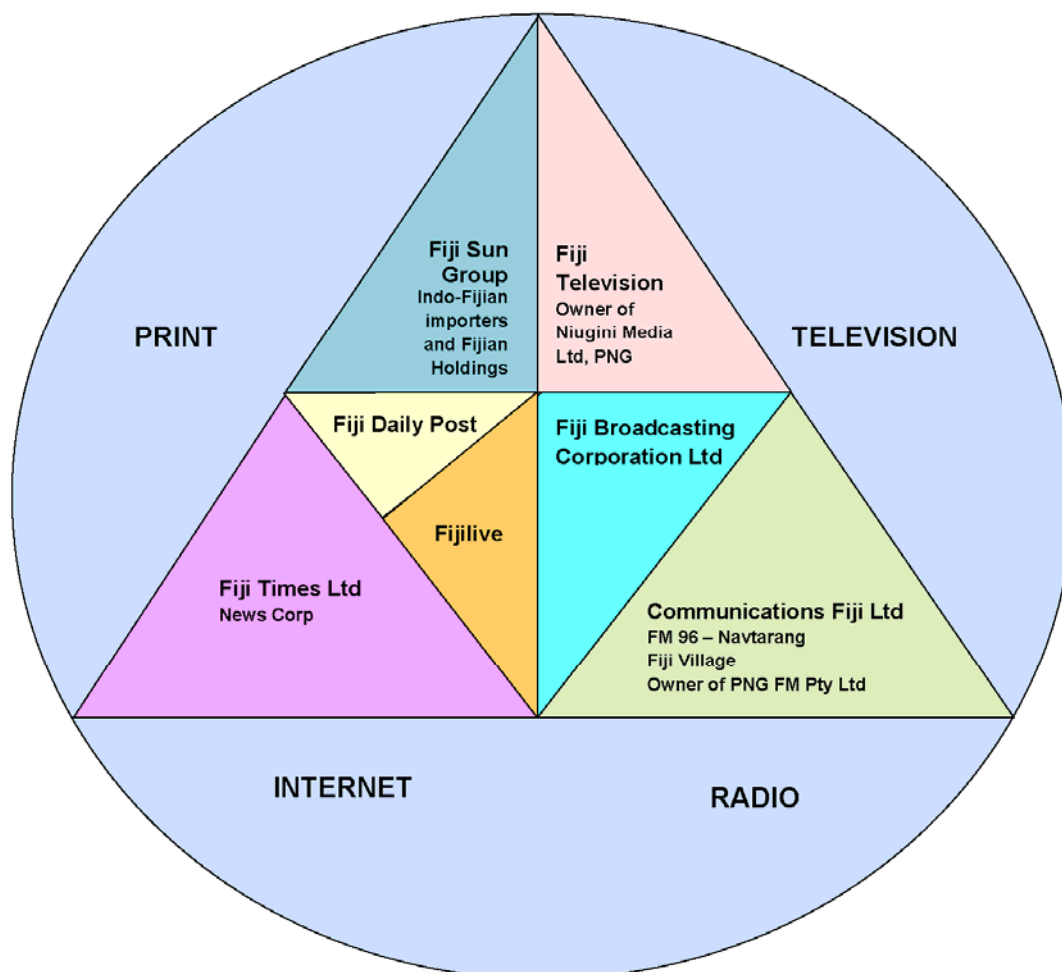 Fiji Sun
Group
Indo-Fijian
importers
and Fijian
Holdings
Fiji
Television
Owner of
Niugini Media
Ltd, PNG
PRINT
TELEVISION
Fiji Daily Post
Fiji Broadcasting
Corporation Ltd
Fijilive
Fiji Times Ltd
News Corp
Communications Fiji Ltd
FM 96 – Navtarang
Fiji Village
Owner of PNG FM Pty Ltd
INTERNET
RADIO